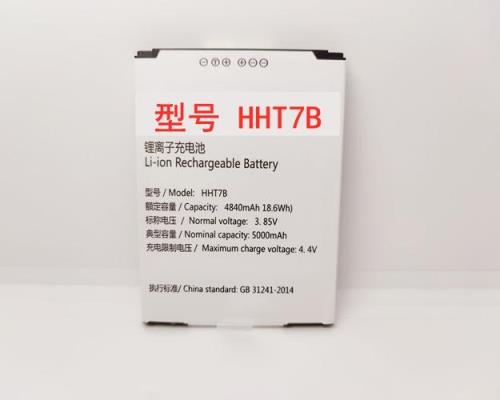 型号 HHT7B
锂离子充电池
Li-ion Rechargeable Battery
型号 / Model: HHT7B
额定容量 / Capacity: 4840mAh 18.6Wh)
标称电压 / Normal voltage: 3.85V
典型容量 / Nominal capacity: 5000mAh
充电限制电压 / Maximum charge voltage: 4.4V
执行标准/ China standard: GB 31241-2014